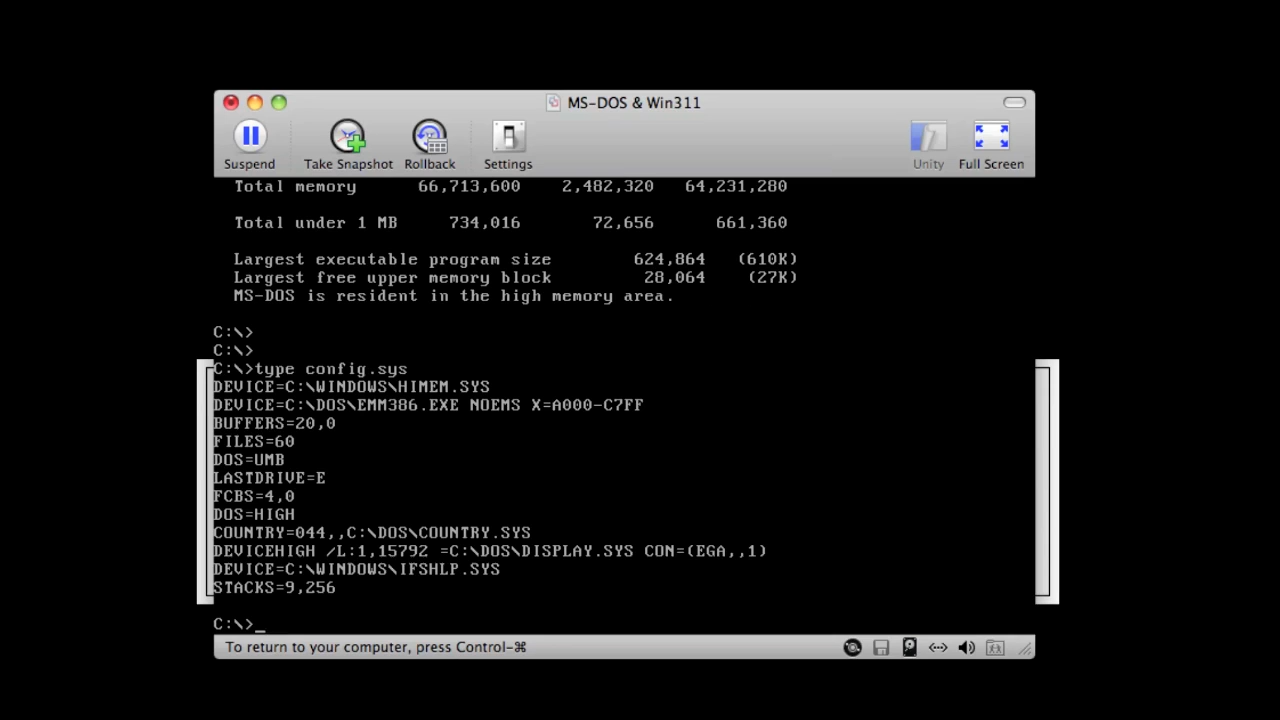 MS-DOS & Win311
Suspend Take Snapshot Rollback Settings Unity Full Screen
Total memory 66,713,600 2,482,320 64,231,280
Total under 1 MB 734,016 72,656 661,360
Largest executable program size 624,864 (610K)
Largest free upper memory block 28,064 (27K)
MS-DOS is resident in the high memory area.
C:\>
C:\>
C:\>type config.sys
DEVICE=C:\WINDOWS\HIMEM.SYS
DEVICE=C:\DOS\EMM386.EXE NOEMS X=A000-C7FF
BUFFERS=20,0
FILES=60
DOS=UMB
LASTDRIVE=E
FCBS=4,0
DOS=HIGH
COUNTRY=044,,C:\DOS\COUNTRY.SYS
DEVICEHIGH /L:1,15792 =C:\DOS\DISPLAY.SYS CON=(EGA,,1)
DEVICE=C:\WINDOWS\IFSHLP.SYS
STACKS=9,256
C:\>_
To return to your computer, press Control-⌘